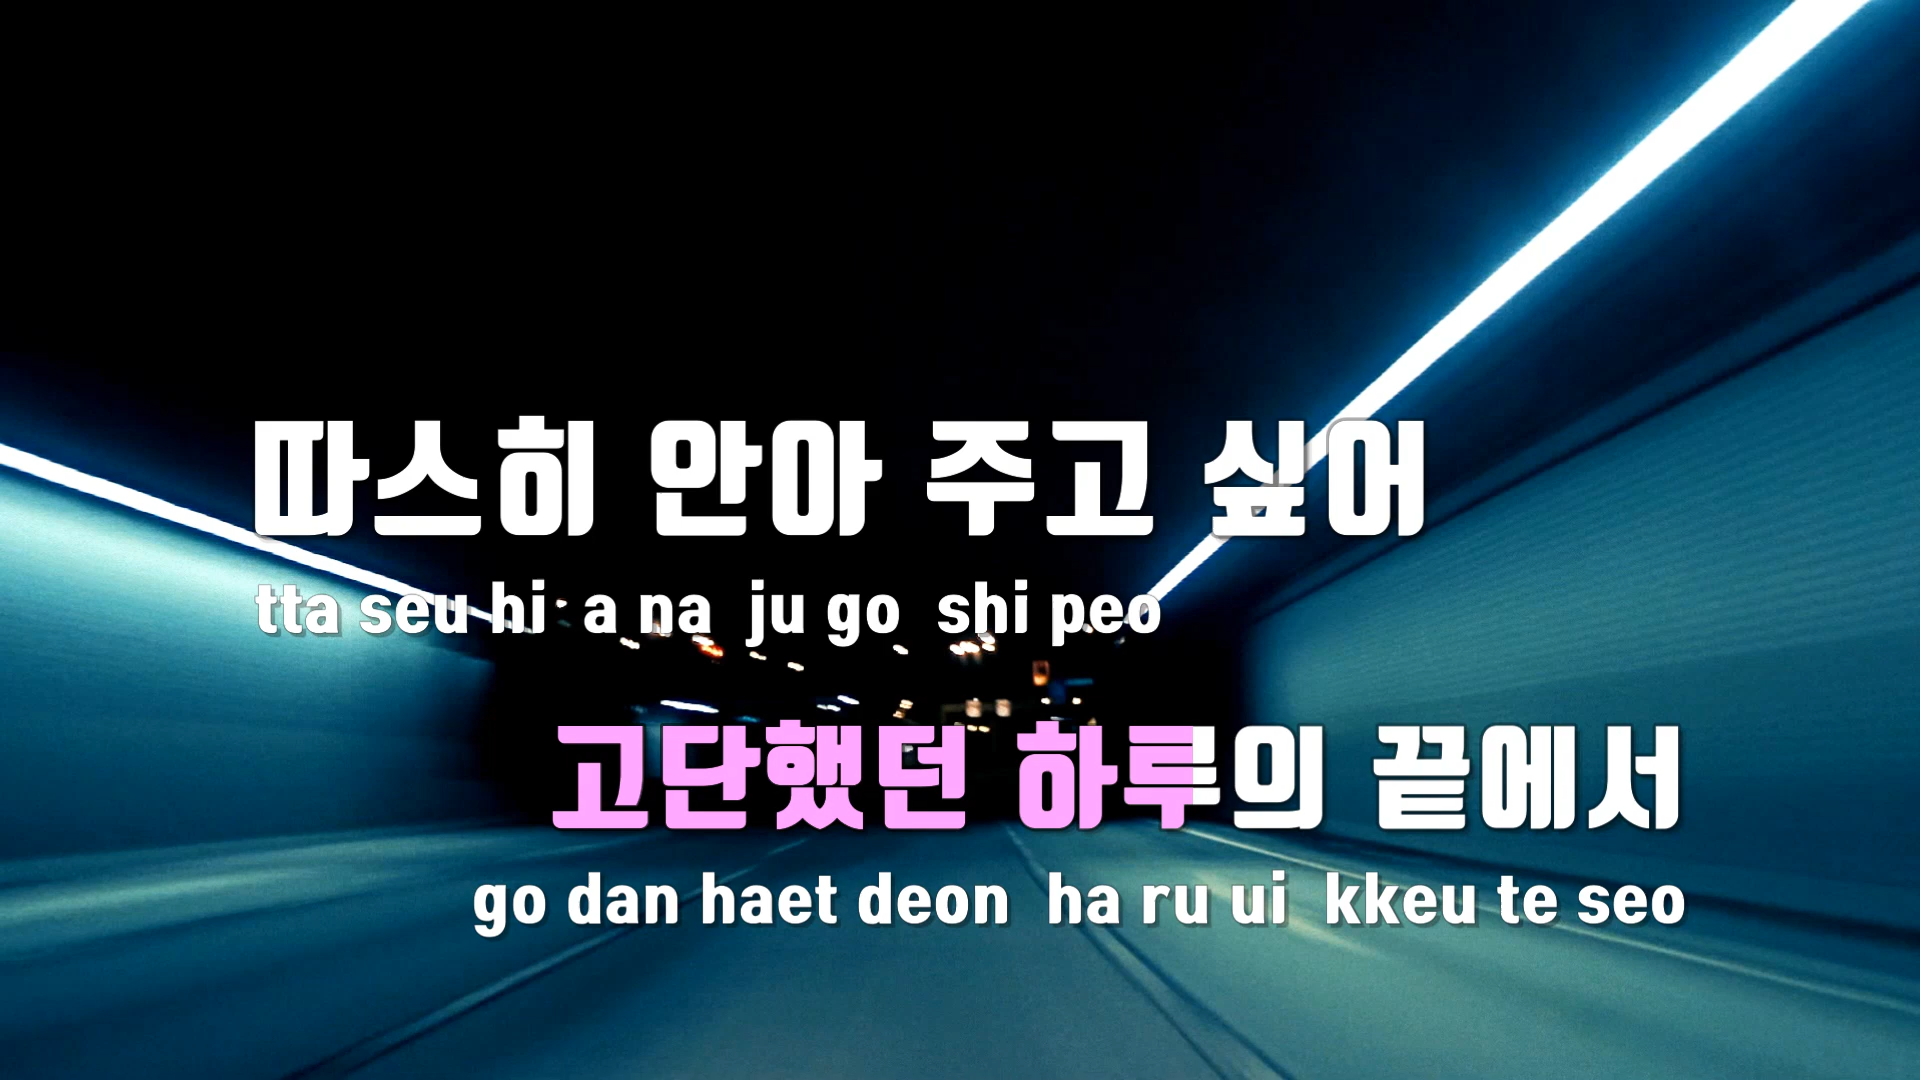 따스히 안아 주고 싶어
tta seu hi a na ju go shi peo
고단했던 하루의 끝에서
go dan haet deon ha ru ui kkeu te seo